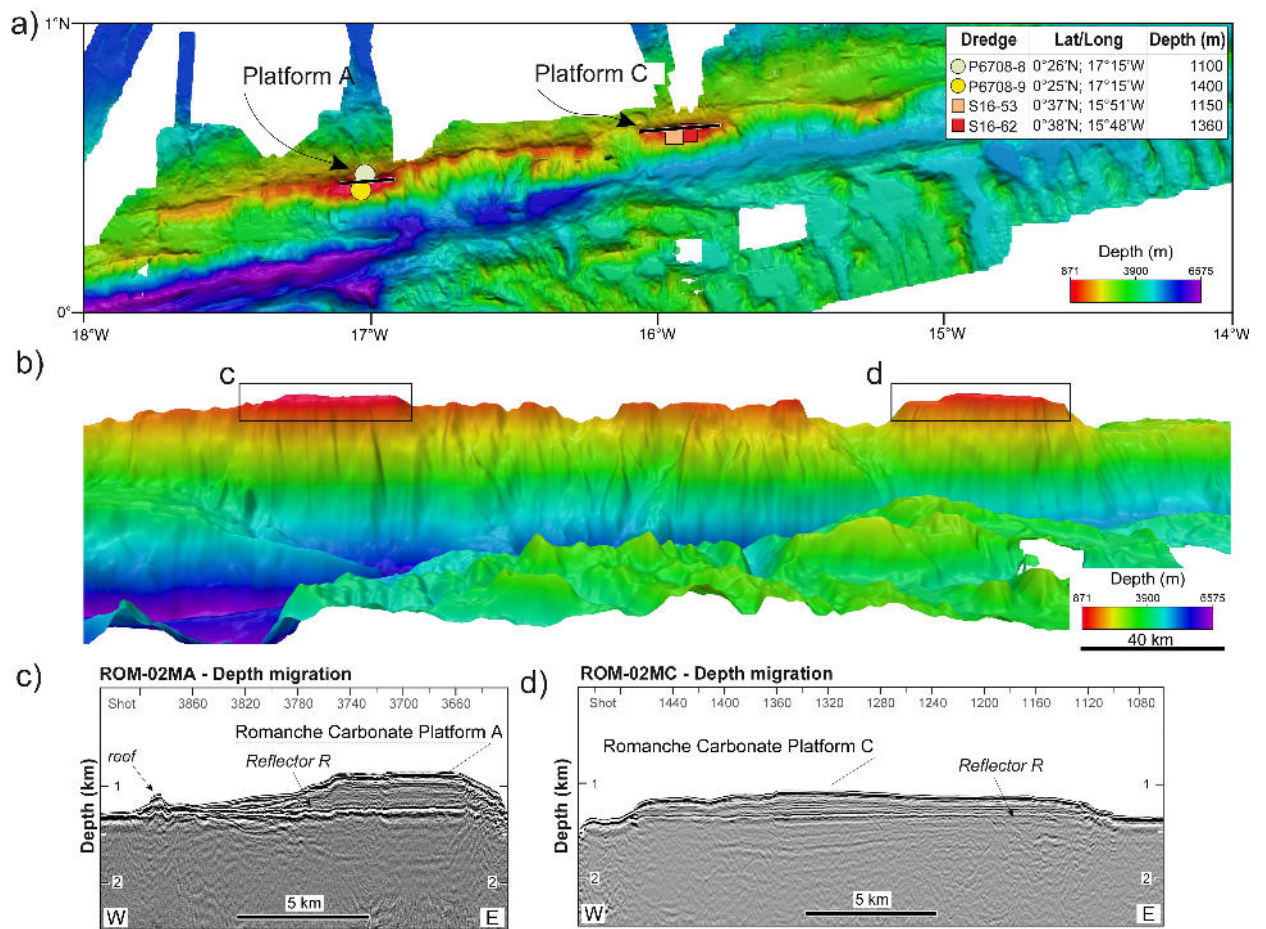 a)
1°N
Platform A
Platform C
Dredge Lat/Long Depth (m)
P6708-8 0°26'N; 17°15'W 1100
P6708-9 0°25'N; 17°15'W 1400
S16-53 0°37'N; 15°51'W 1150
S16-62 0°38'N; 15°48'W 1360
Depth (m)
871 3900 6575
0°
18°W 17°W 16°W 15°W 14°W
b)
c
d
Depth (m)
871 3900 6575
40 km
c)
ROM-02MA - Depth migration
Shot 3860 3820 3780 3740 3700 3660
Romanche Carbonate Platform A
roof
Reflector R
Depth (km)
1
1
2
2
5 km
W
E
d)
ROM-02MC - Depth migration
Shot 1440 1400 1360 1320 1280 1240 1200 1160 1120 1080
Romanche Carbonate Platform C
Reflector R
Depth (km)
1
1
2
2
5 km
W
E